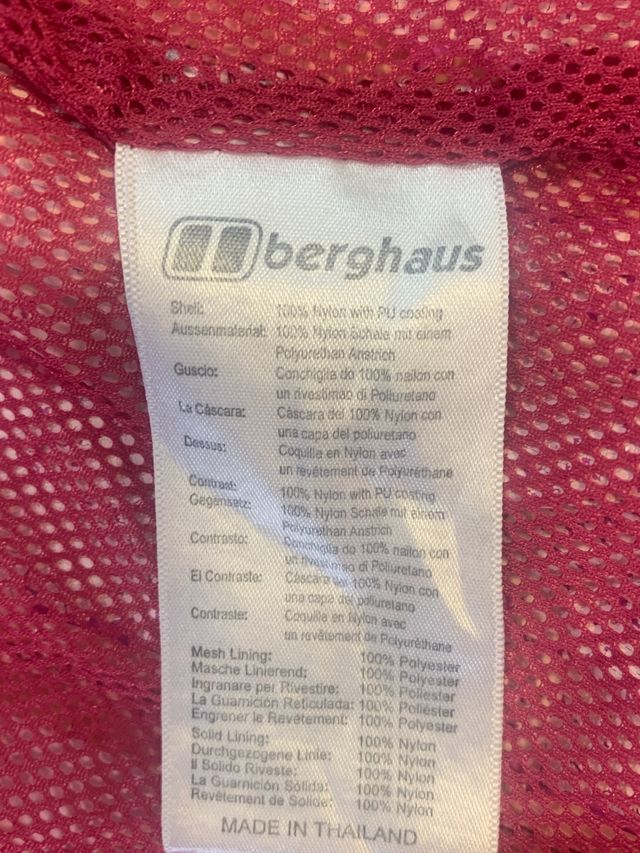 berghaus
Shell: 100% Nylon with PU coating
Aussenmaterial: 100% Nylon Schale mit einem
Polyurethan Anstrich
Guscio: Conchiglia do 100% nailon con
un rivestimao di Poliuretano
La Càscara: Càscara del 100% Nylon con
una capa del poliuretano
Dessus: Coquille en Nylon avec
un revêtement de Polyuréthane
Contrast: 100% Nylon with PU coating
Gegensetz: 100% Nylon Schale mit einem
Polyurethan Anstrich
Contrasto: Conchiglia do 100% nailon con
un rivestimao di Poliuretano
El Contraste: Càscara del 100% Nylon con
una capa del poliuretano
Contraste: Coquille en Nylon avec
un revêtement de Polyuréthane
Mesh Lining: 100% Polyester
Masche Linierend: 100% Polyester
Ingranare per Rivestire: 100% Poliester
La Guarnición Reticulada: 100% Poliéster
Engrener le Revêtement: 100% Polyester
Solid Lining: 100% Nylon
Durchgezogene Linie: 100% Nylon
Il Solido Riveste: 100% Nylon
La Guarnición Sólida: 100% Nylon
Revêtement de Solide: 100% Nylon
MADE IN THAILAND